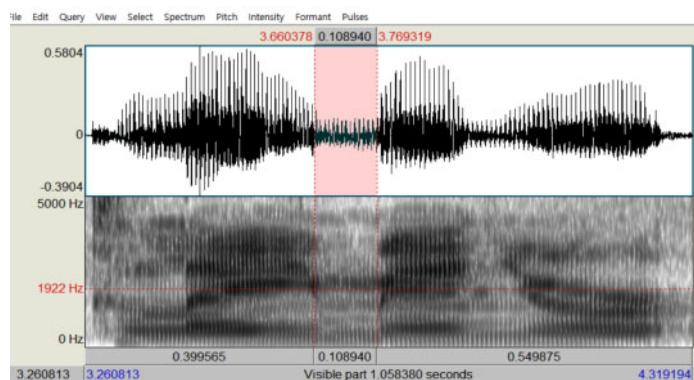 File Edit Query View Select Spectrum Pitch Intensity Formant Pulses
3.660378 0.108940 3.769319
0.5804
0
-0.3904
5000 Hz
1922 Hz
0 Hz
0.399565 0.108940 0.549875
3.260813 3.260813 Visible part 1.058380 seconds 4.319194